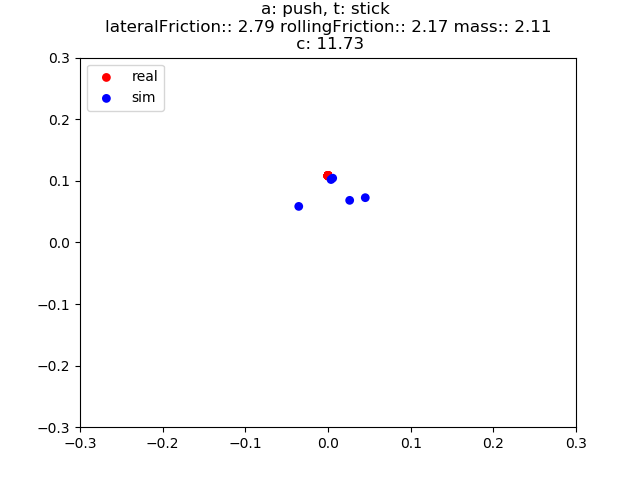 a: push, t: stick
lateralFriction:: 2.79 rollingFriction:: 2.17 mass:: 2.11
c: 11.73
real
sim
0.3
0.2
0.1
0.0
−0.1
−0.2
−0.3
−0.3 −0.2 −0.1 0.0 0.1 0.2 0.3